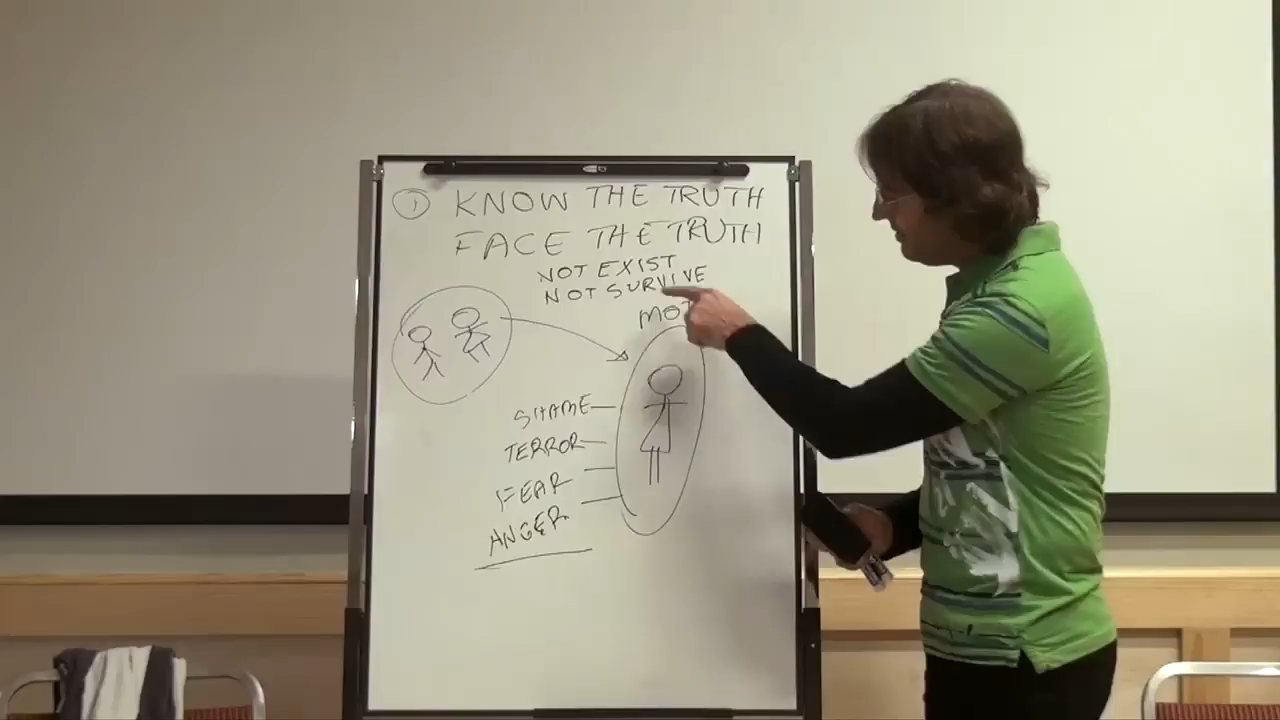 ① KNOW THE TRUTH
FACE THE TRUTH
NOT EXIST
NOT SURVIVE
SHAME
TERROR
FEAR
ANGER